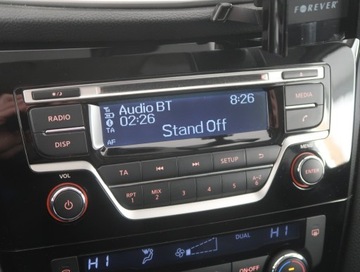 FOREVER
Audio BT 8:26
02:26
TA
Stand Off
AF
RADIO
MEDIA
DISP
TA
SETUP
VOL
MENU
ENTER
1 RPT
2 MIX
3
4
5
6 A-Z
DUAL
HI
HI